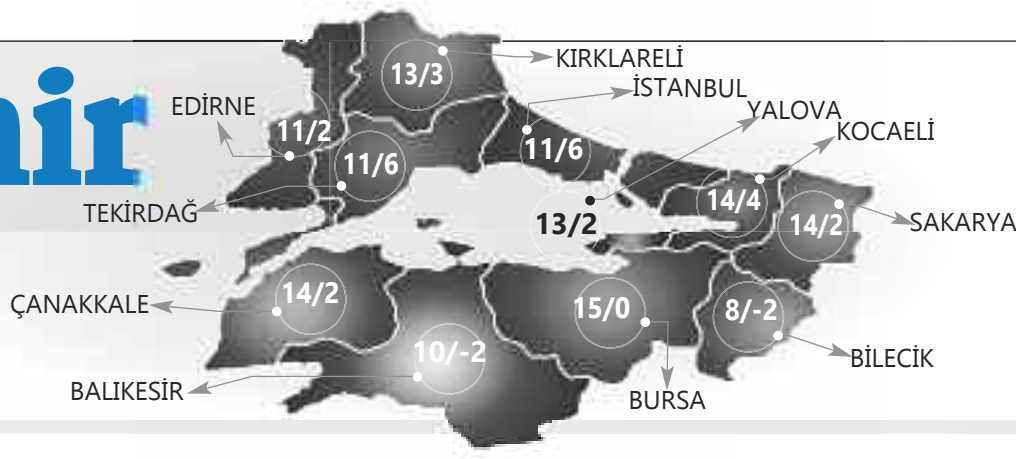 KIRKLARELİ
13/3
İSTANBUL
11/6
YALOVA
13/2
KOCAELİ
14/4
EDİRNE
11/2
TEKİRDAĞ
11/6
SAKARYA
14/2
ÇANAKKALE
14/2
BALIKESİR
10/-2
BURSA
15/0
BİLECİK
8/-2